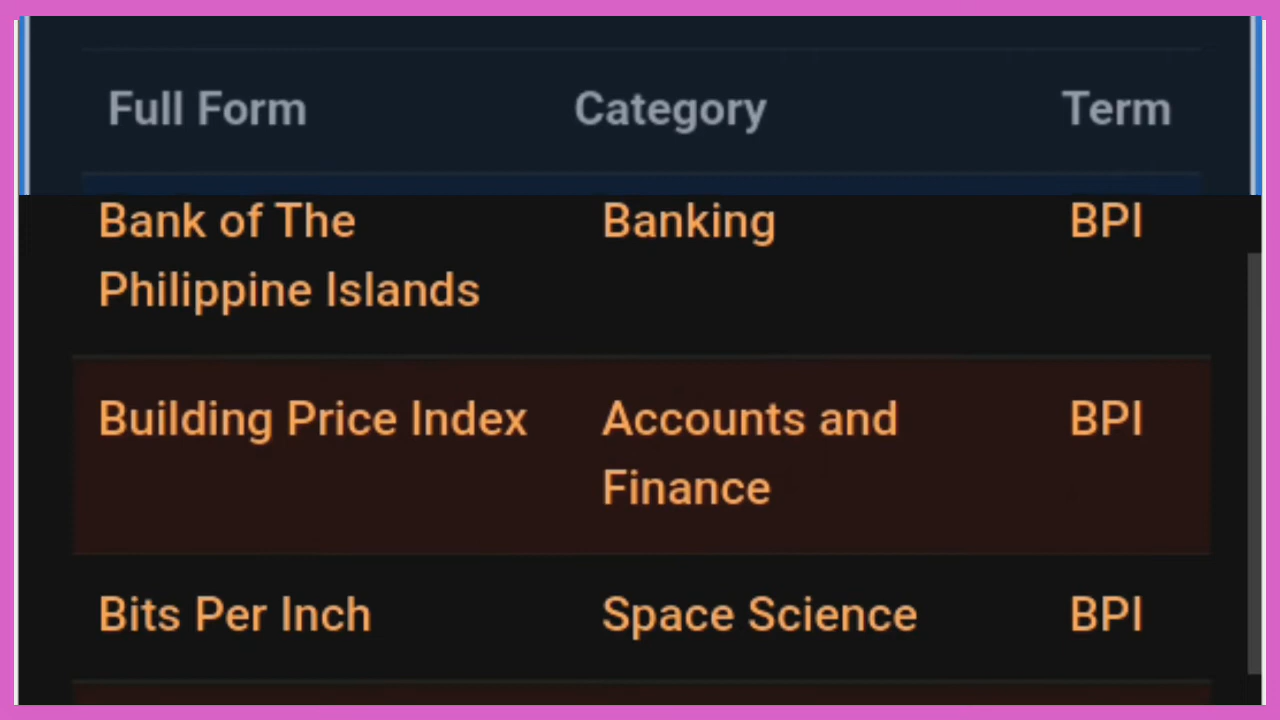 Full Form Category Term
Bank of The Banking BPI
Philippine Islands
Building Price Index Accounts and BPI
Finance
Bits Per Inch Space Science BPI